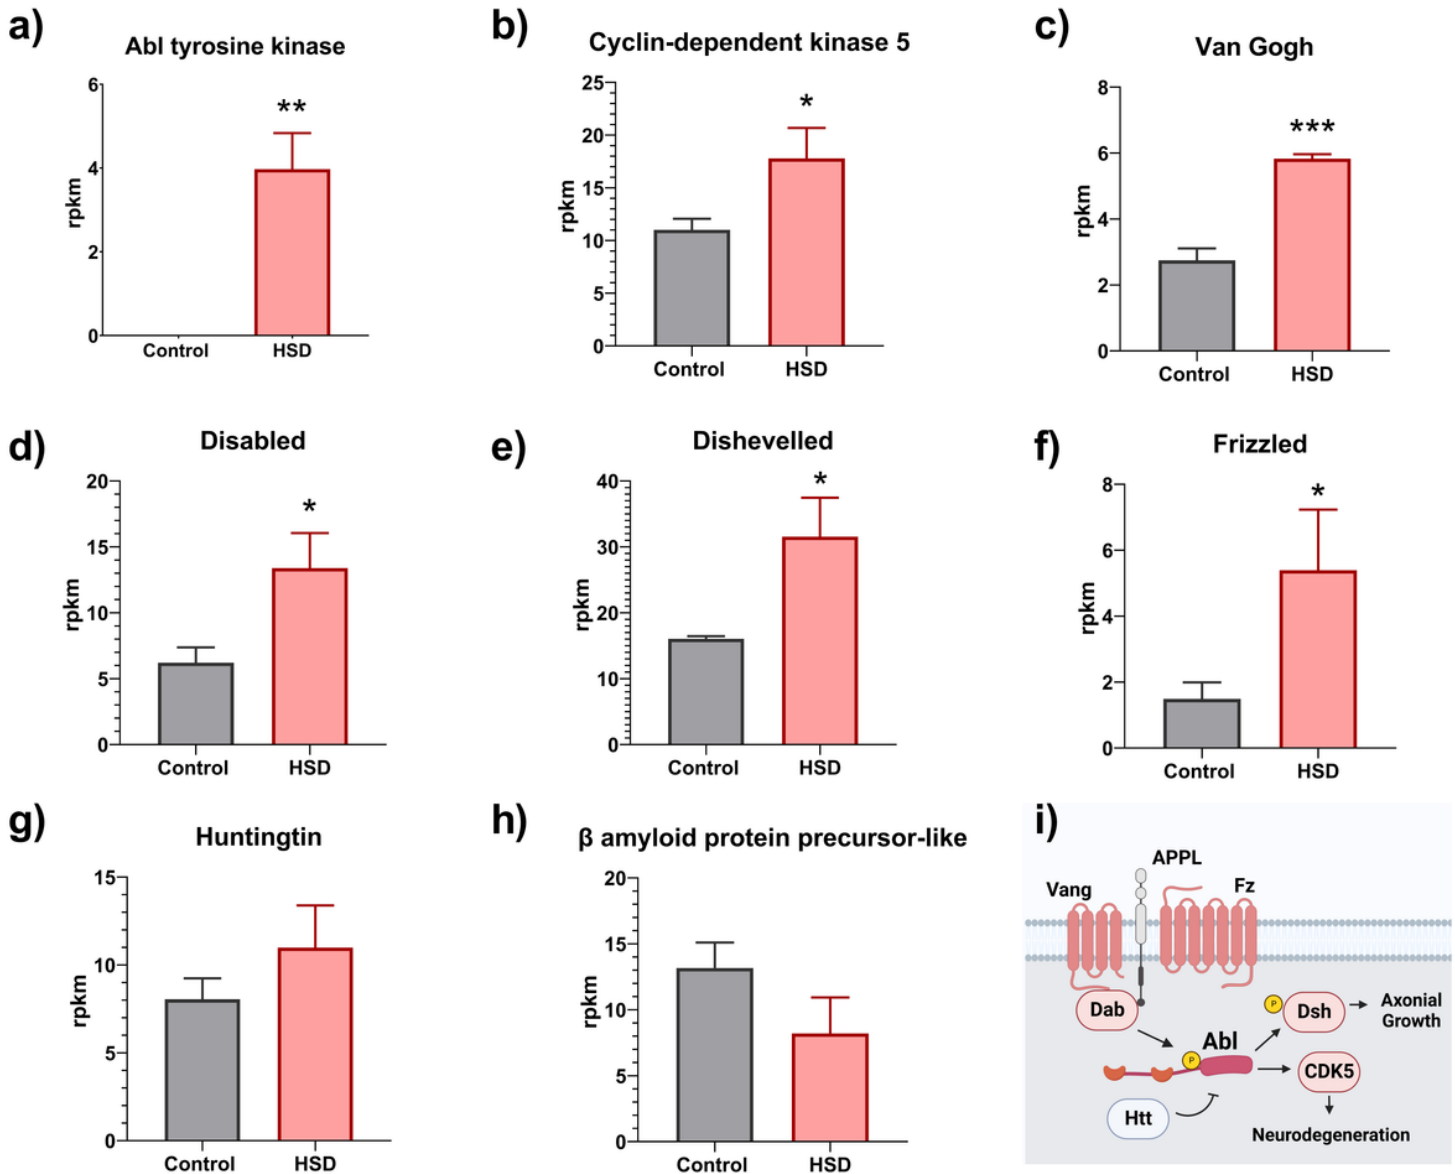 a)
Abl tyrosine kinase
**
6
4
2
0
rpkm
Control HSD
b)
Cyclin-dependent kinase 5
*
25
20
15
10
5
0
rpkm
Control HSD
c)
Van Gogh
***
8
6
4
2
0
rpkm
Control HSD
d)
Disabled
*
20
15
10
5
0
rpkm
Control HSD
e)
Dishevelled
*
40
30
20
10
0
rpkm
Control HSD
f)
Frizzled
*
8
6
4
2
0
rpkm
Control HSD
g)
Huntingtin
15
10
5
0
rpkm
Control HSD
h)
β amyloid protein precursor-like
20
15
10
5
0
rpkm
Control HSD
i)
APPL
Vang
Fz
Dab
P
Dsh
Axonial
Growth
Abl
P
CDK5
Htt
Neurodegeneration